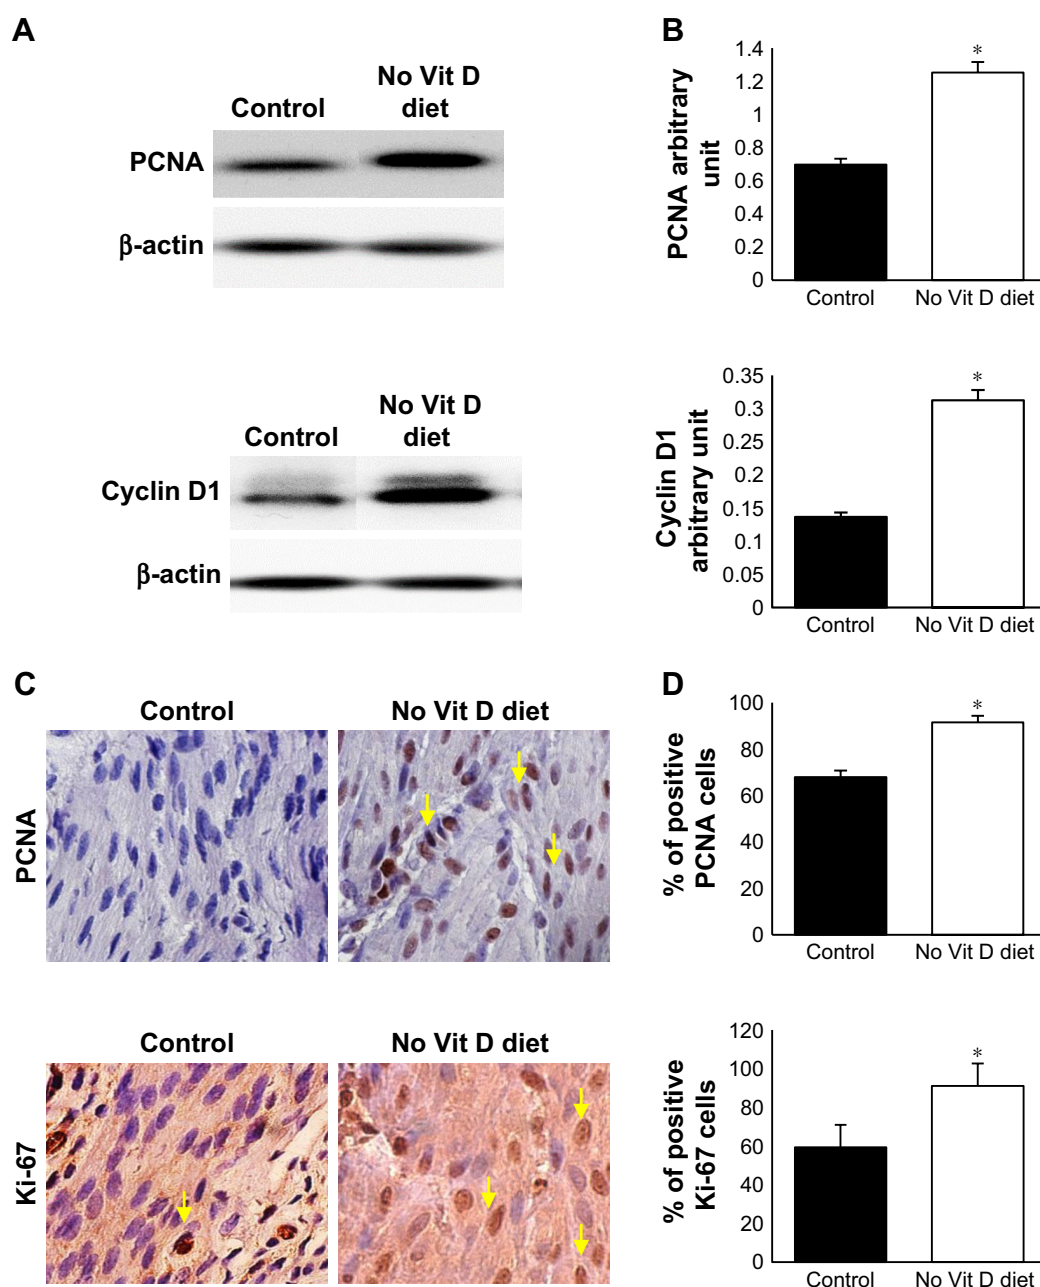 A
Control
No Vit D
diet
PCNA
β-actin
B
PCNA arbitrary
unit
1.4
1.2
1
0.8
0.6
0.4
0.2
0
*
Control
No Vit D diet
Control
No Vit D
diet
Cyclin D1
β-actin
Cyclin D1
arbitrary unit
0.35
0.3
0.25
0.2
0.15
0.1
0.05
0
*
Control
No Vit D diet
C
Control
No Vit D diet
PCNA
D
% of positive
PCNA cells
100
80
60
40
20
0
*
Control
No Vit D diet
Control
No Vit D diet
Ki-67
% of positive
Ki-67 cells
120
100
80
60
40
20
0
*
Control
No Vit D diet